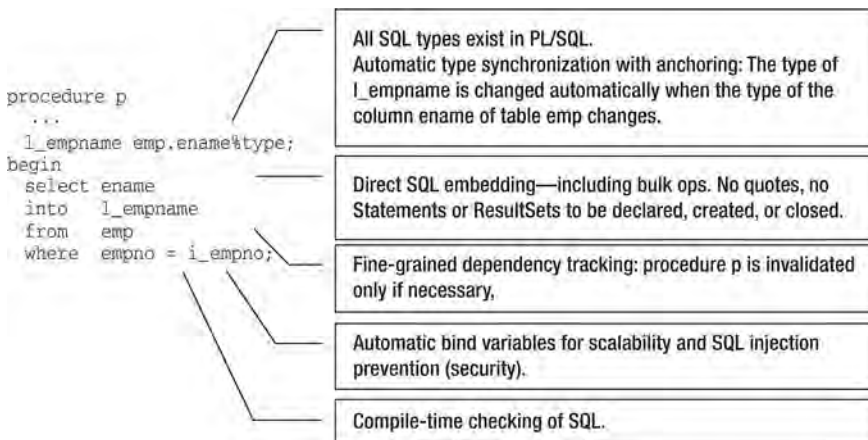 procedure p
...
l_empname emp.ename%type;
begin
select ename
into l_empname
from emp
where empno = i_empno;
All SQL types exist in PL/SQL.
Automatic type synchronization with anchoring: The type of
l_empname is changed automatically when the type of the
column ename of table emp changes.
Direct SQL embedding—including bulk ops. No quotes, no
Statements or ResultSets to be declared, created, or closed.
Fine-grained dependency tracking: procedure p is invalidated
only if necessary,
Automatic bind variables for scalability and SQL injection
prevention (security).
Compile-time checking of SQL.